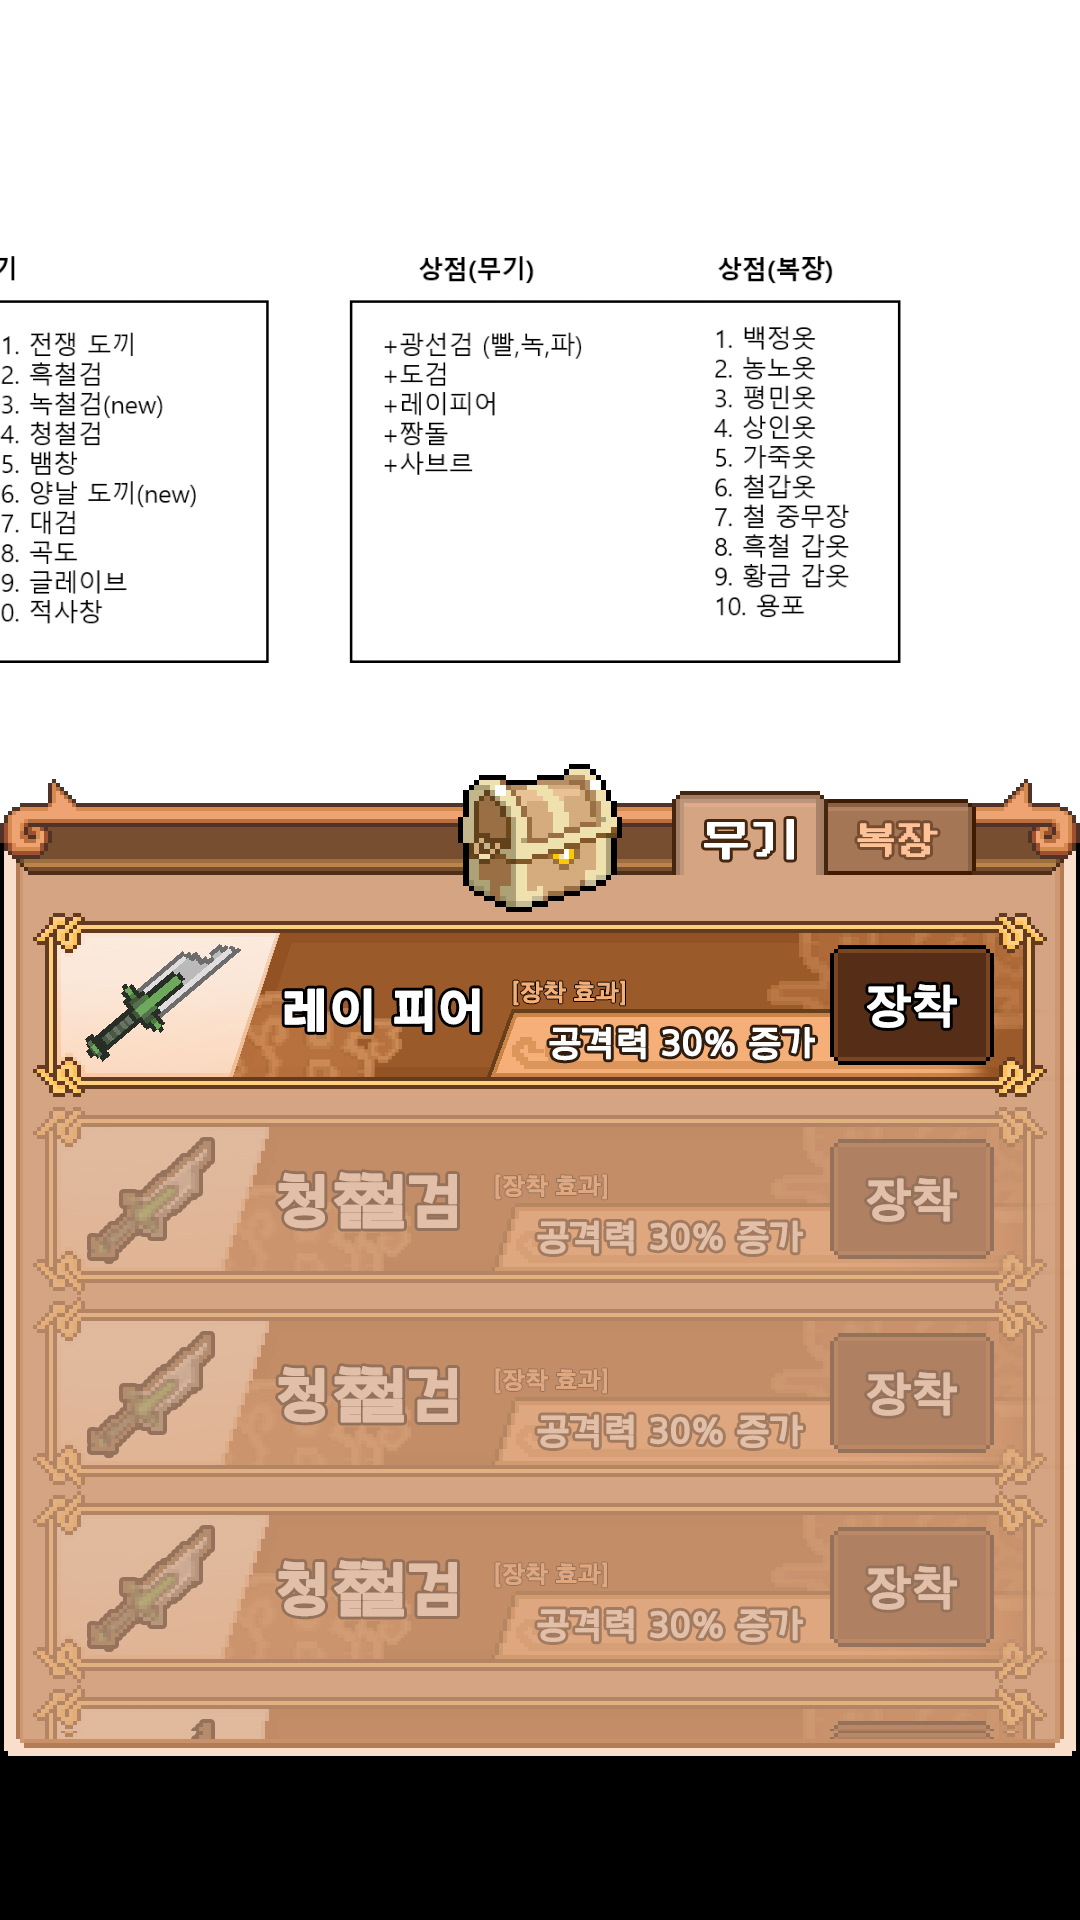 기
상점(무기)
상점(복장)
1. 전쟁 도끼
2. 흑철검
3. 녹철검(new)
4. 청철검
5. 뱀창
6. 양날 도끼(new)
7. 대검
8. 곡도
9. 글레이브
0. 적사창
+광선검 (빨,녹,파)
+도검
+레이피어
+짱돌
+사브르
1. 백정옷
2. 농노옷
3. 평민옷
4. 상인옷
5. 가죽옷
6. 철갑옷
7. 철 중무장
8. 흑철 갑옷
9. 황금 갑옷
10. 용포
무기
복장
레이 피어
[장착 효과]
공격력 30% 증가
장착
청쩔검
[장착 효과]
공격력 30% 증가
장착
청쩔검
[장착 효과]
공격력 30% 증가
장착
청쩔검
[장착 효과]
공격력 30% 증가
장착